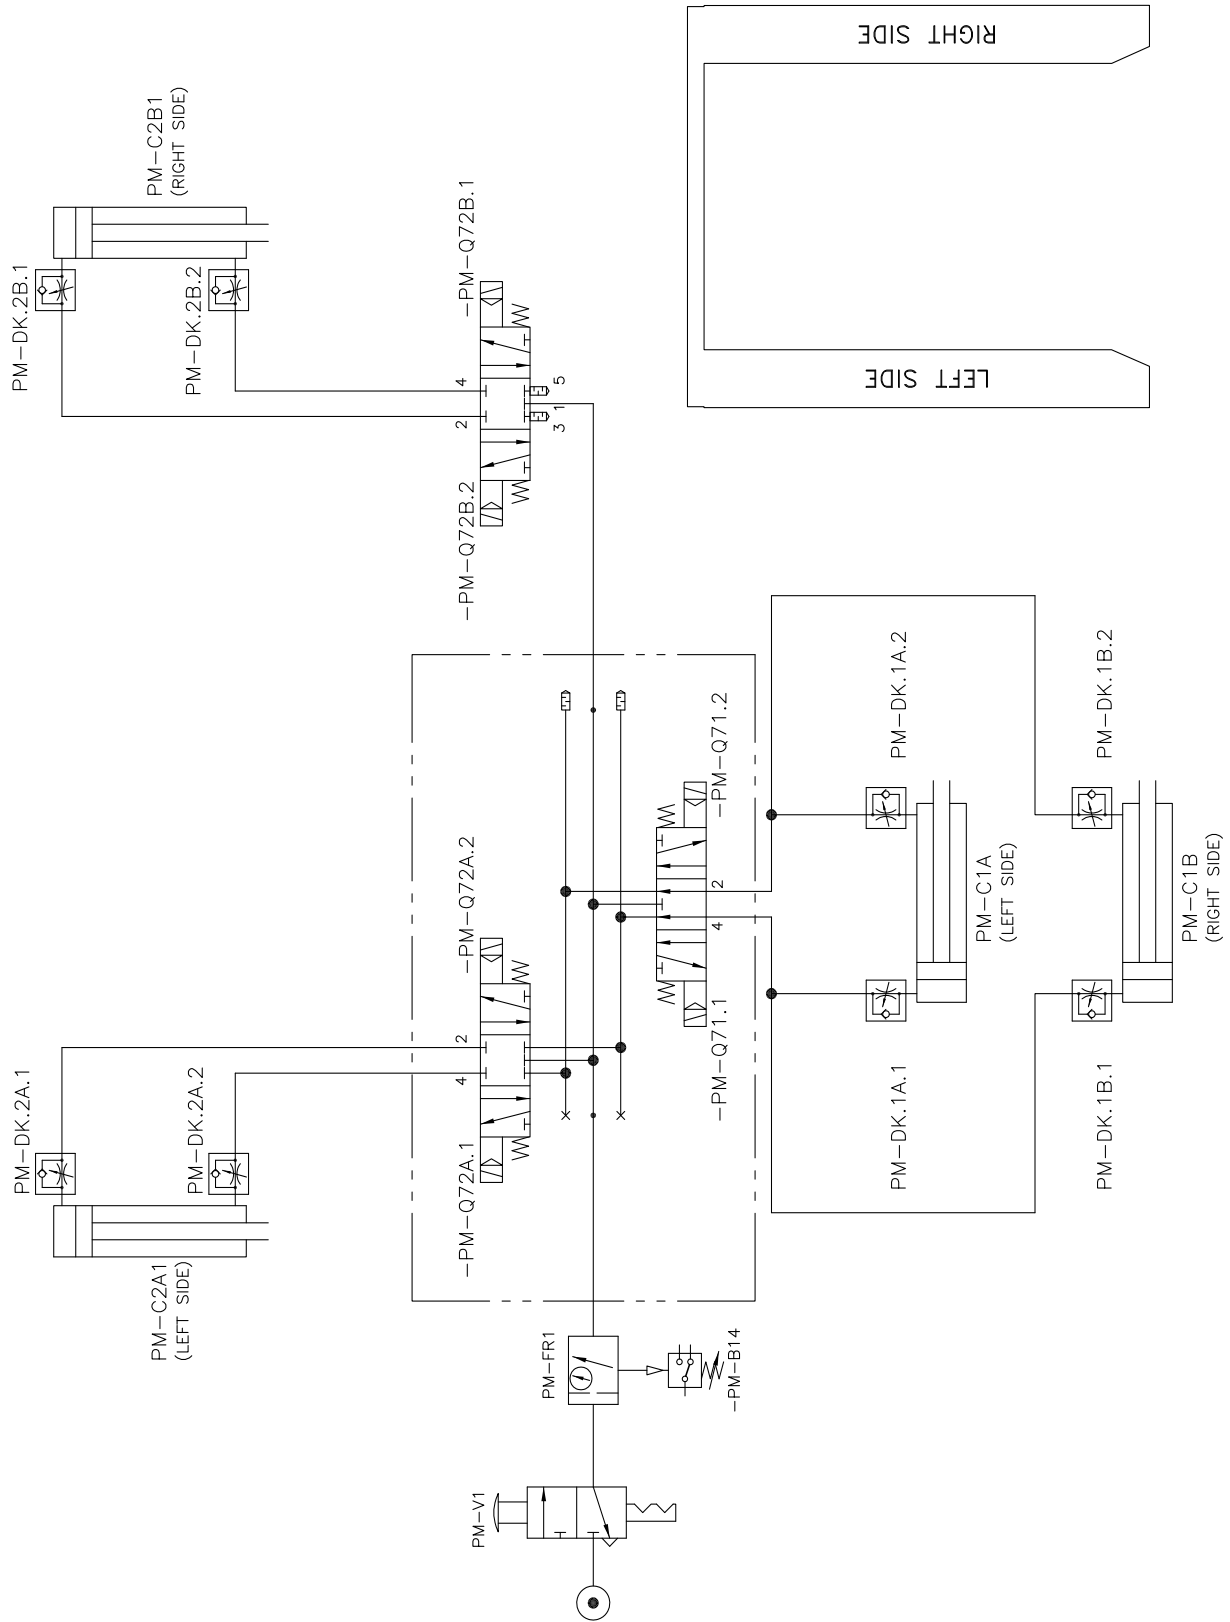 RIGHT SIDE
LEFT SIDE
PM-C2B1
(RIGHT SIDE)
PM-DK.2B.1
PM-DK.2B.2
-PM-Q72B.1
-PM-Q72B.2
4
2
5
1
3
PM-DK.2A.1
PM-DK.2A.2
PM-C2A1
(LEFT SIDE)
-PM-Q72A.2
-PM-Q72A.1
2
4
-PM-Q71.2
-PM-Q71.1
2
4
PM-DK.1A.2
PM-DK.1B.2
PM-C1A
(LEFT SIDE)
PM-C1B
(RIGHT SIDE)
PM-DK.1A.1
PM-DK.1B.1
PM-FR1
-PM-B14
PM-V1